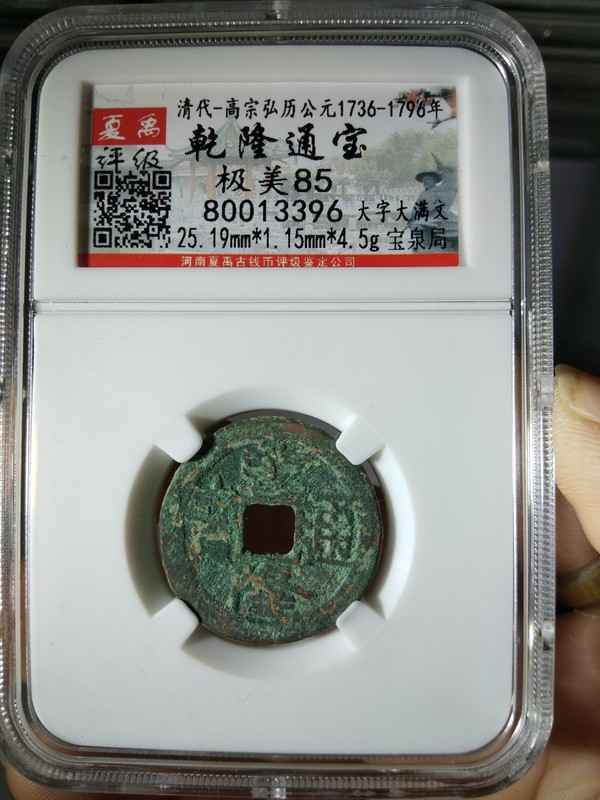 清代-高宗弘历公元1736-1796年
夏禹
评级
乾隆通宝
极美85
80013396 大字大满文
25.19mm*1.15mm*4.5g 宝泉局
河南夏禹古钱币评级鉴定公司